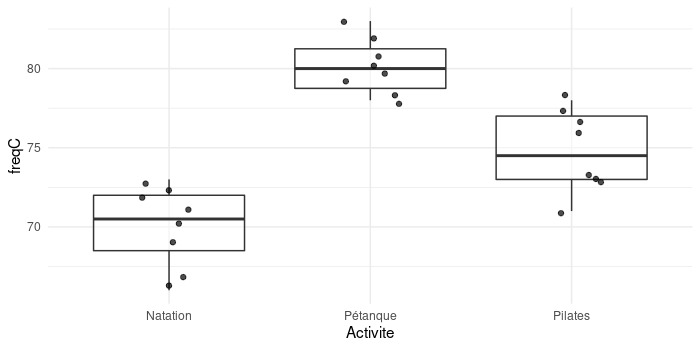 freqC
80
75
70
Natation
Pétanque
Pilates
Activite